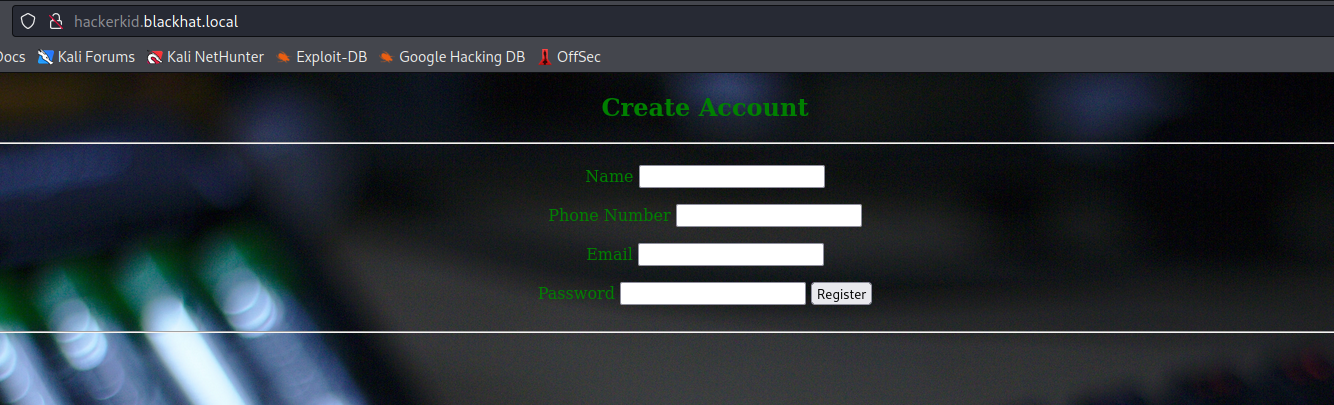 hackerkid.blackhat.local
Docs Kali Forums Kali NetHunter Exploit-DB Google Hacking DB OffSec
Create Account
Name
Phone Number
Email
Password Register